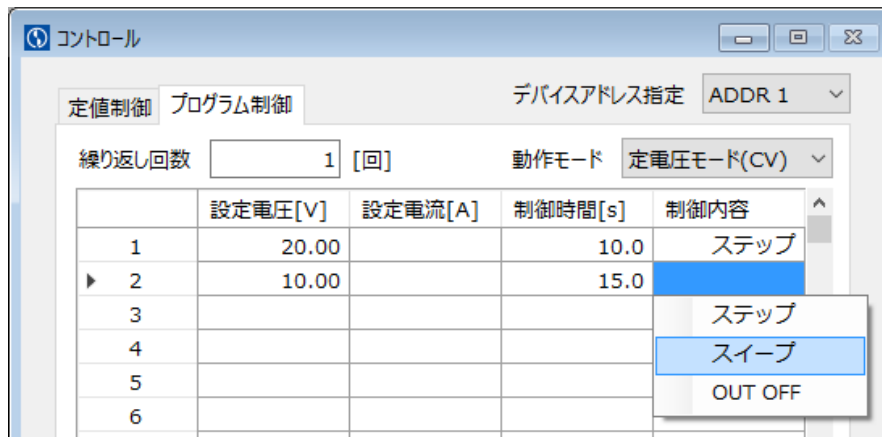 コントロール
定値制御 プログラム制御 デバイスアドレス指定 ADDR 1
繰り返し回数 1 [回] 動作モード 定電圧モード(CV)
設定電圧[V] 設定電流[A] 制御時間[s] 制御内容
1 20.00 10.0 ステップ
2 10.00 15.0
3 ステップ
4 スイープ
5 OUT OFF
6